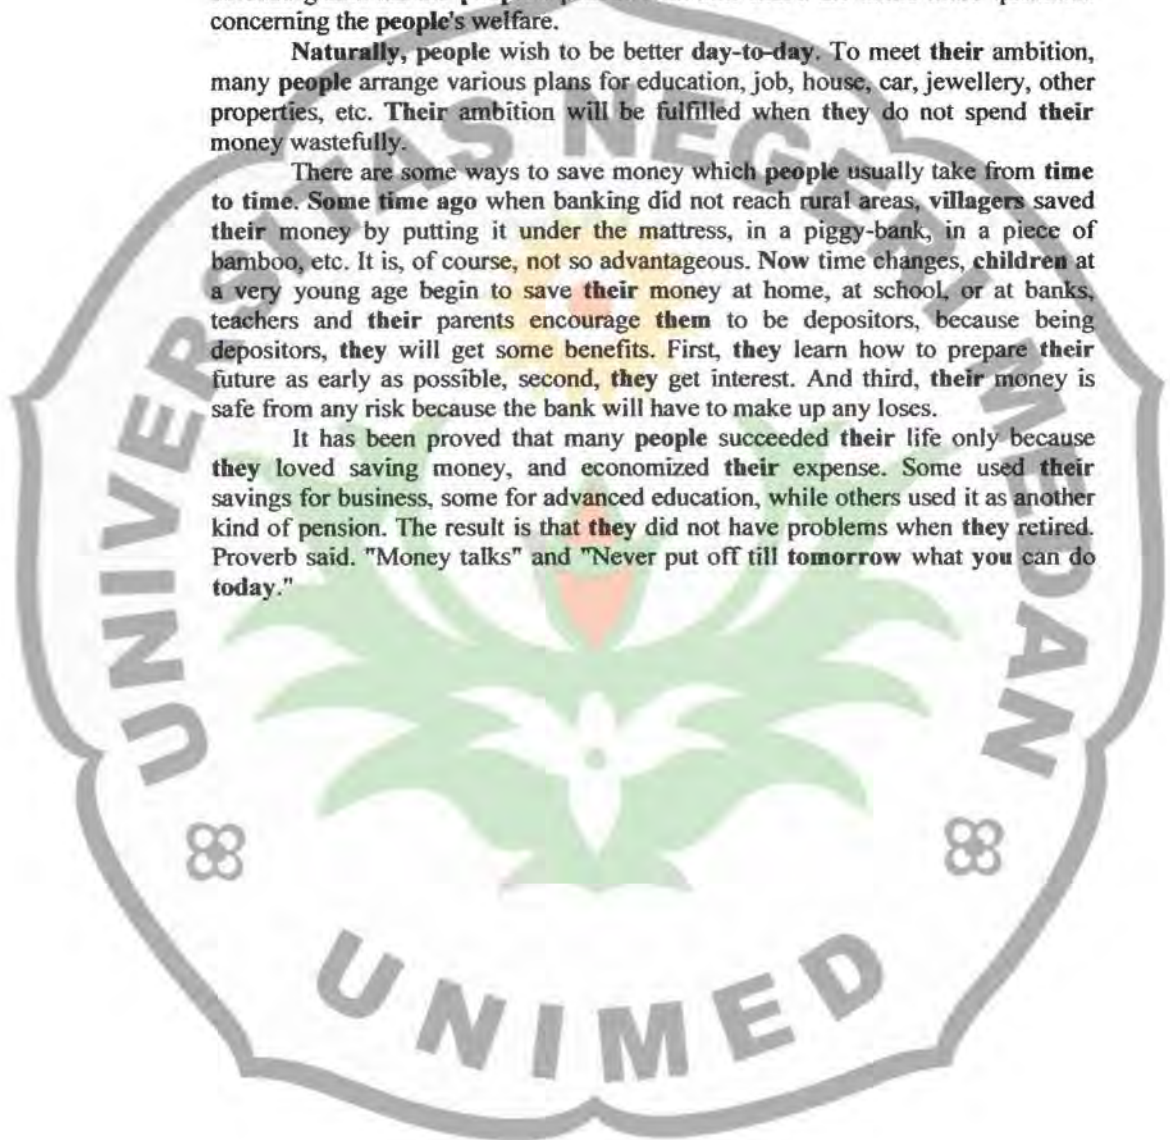 concerning the people's welfare.
Naturally, people wish to be better day-to-day. To meet their ambition,
many people arrange various plans for education, job, house, car, jewellery, other
properties, etc. Their ambition will be fulfilled when they do not spend their
money wastefully.
There are some ways to save money which people usually take from time
to time. Some time ago when banking did not reach rural areas, villagers saved
their money by putting it under the mattress, in a piggy-bank, in a piece of
bamboo, etc. It is, of course, not so advantageous. Now time changes, children at
a very young age begin to save their money at home, at school, or at banks,
teachers and their parents encourage them to be depositors, because being
depositors, they will get some benefits. First, they learn how to prepare their
future as early as possible, second, they get interest. And third, their money is
safe from any risk because the bank will have to make up any loses.
It has been proved that many people succeeded their life only because
they loved saving money, and economized their expense. Some used their
savings for business, some for advanced education, while others used it as another
kind of pension. The result is that they did not have problems when they retired.
Proverb said. "Money talks" and "Never put off till tomorrow what you can do
today."
UNIVERSITAS NEGERI MEDAN
UNIMED